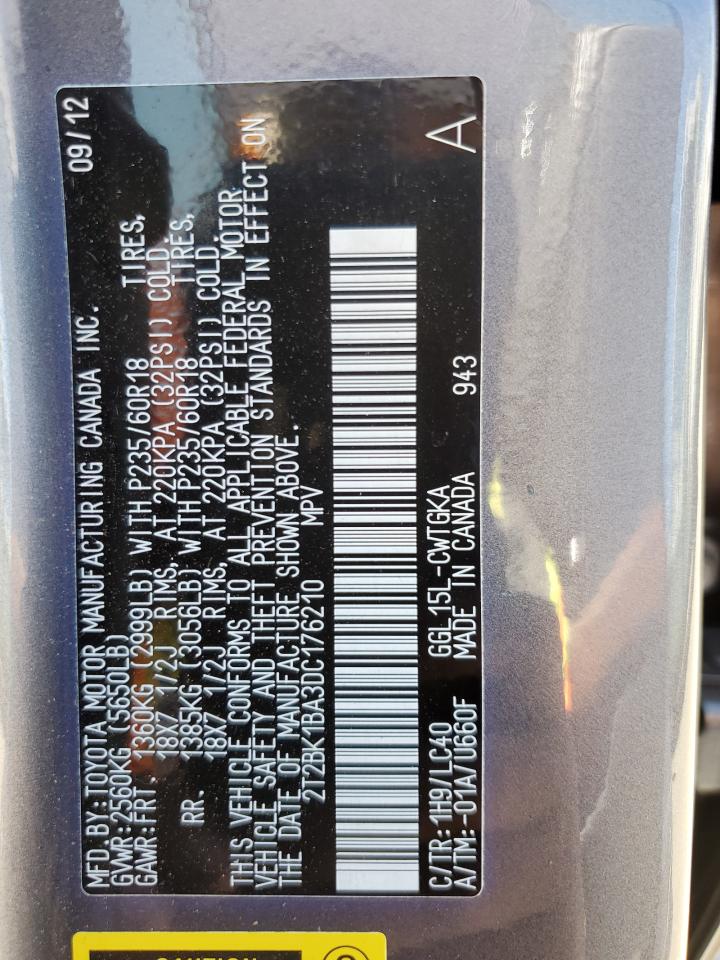 MFD.BY:TOYOTA MOTOR MANUFACTURING CANADA INC. 09/12
GVWR:2560KG (5650LB)
GAWR:FRT. 1360KG (2999LB) WITH P235/60R18 TIRES,
18X7 1/2J RIMS, AT 220KPA (32PSI) COLD.
RR. 1385KG (3056LB) WITH P235/60R18 TIRES,
18X7 1/2J RIMS, AT 220KPA (32PSI) COLD
THIS VEHICLE CONFORMS TO ALL APPLICABLE FEDERAL MOTOR
VEHICLE SAFETY AND THEFT PREVENTION STANDARDS IN EFFECT ON
THE DATE OF MANUFACTURE SHOWN ABOVE.
2T2BK1BA3DC176210 MPV
C/TR:1H9/LC40 GGL15L-CWTGKA
A/TM:-01A/U660F MADE IN CANADA 943 A
CAUTION